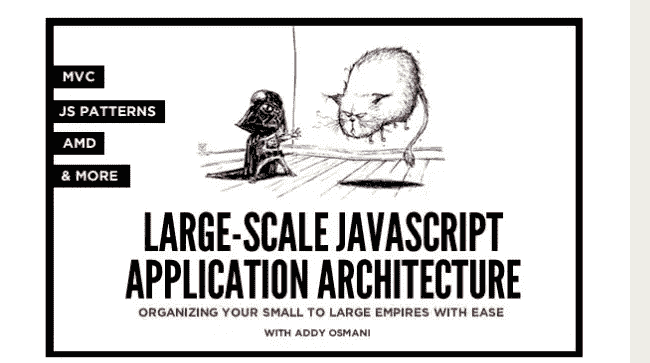 MVC
JS PATTERNS
AMD
& MORE
LARGE-SCALE JAVASCRIPT
APPLICATION ARCHITECTURE
ORGANIZING YOUR SMALL TO LARGE EMPIRES WITH EASE
WITH ADDY OSMANI